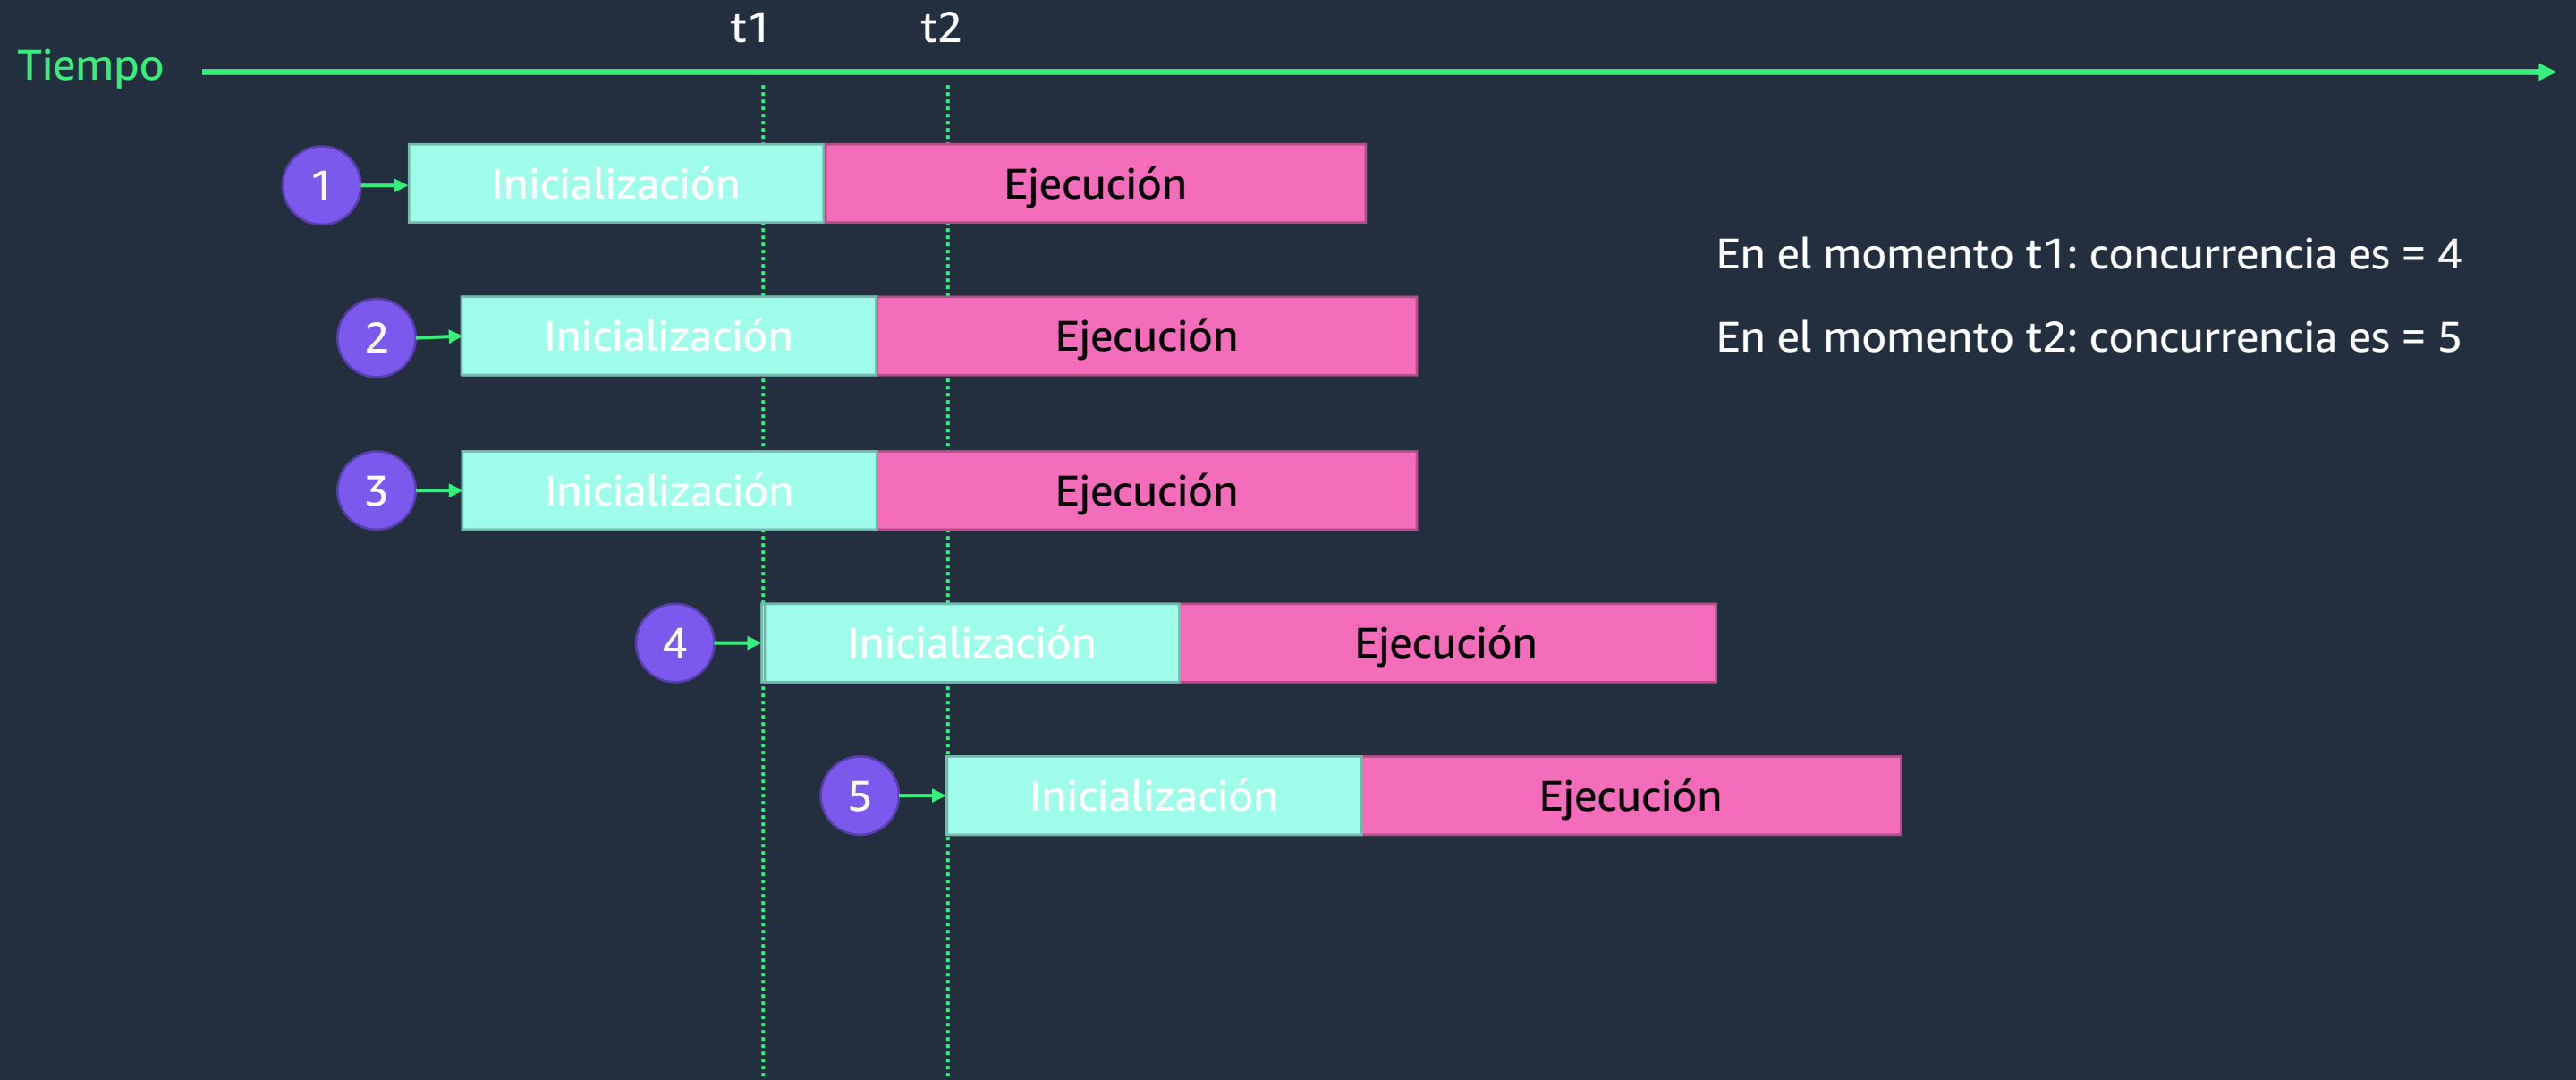 t1
t2
Tiempo
1
Inicialización
Ejecución
En el momento t1: concurrencia es = 4
2
Inicialización
Ejecución
En el momento t2: concurrencia es = 5
3
Inicialización
Ejecución
4
Inicialización
Ejecución
5
Inicialización
Ejecución